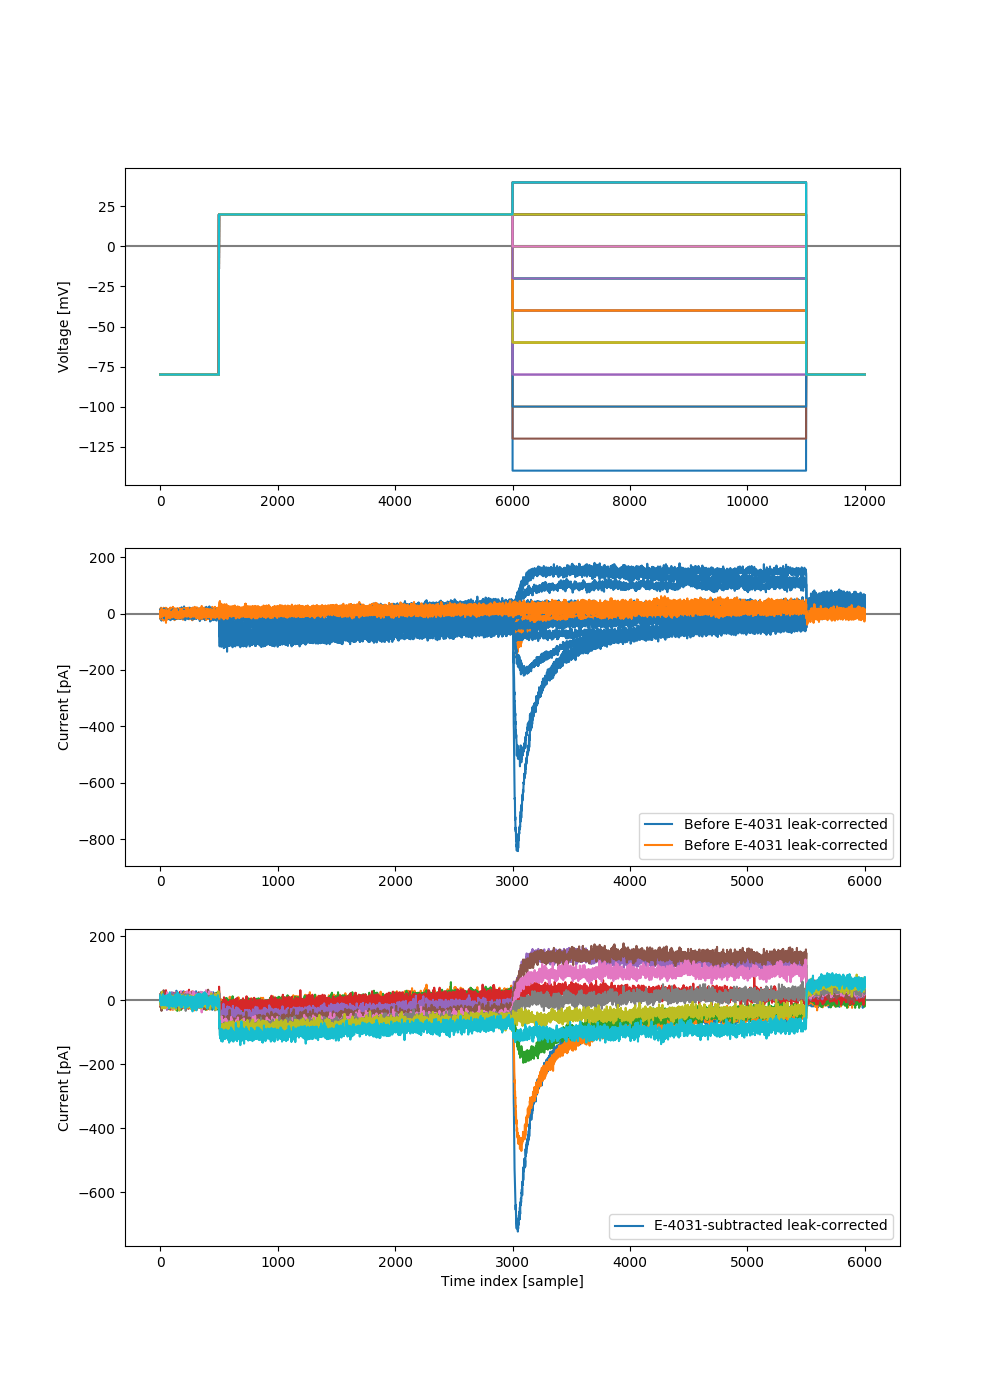 25
0
−25
−50
−75
−100
−125
Voltage [mV]
0 2000 4000 6000 8000 10000 12000
200
0
−200
−400
−600
−800
Current [pA]
Before E-4031 leak-corrected
Before E-4031 leak-corrected
0 1000 2000 3000 4000 5000 6000
200
0
−200
−400
−600
Current [pA]
E-4031-subtracted leak-corrected
0 1000 2000 3000 4000 5000 6000
Time index [sample]